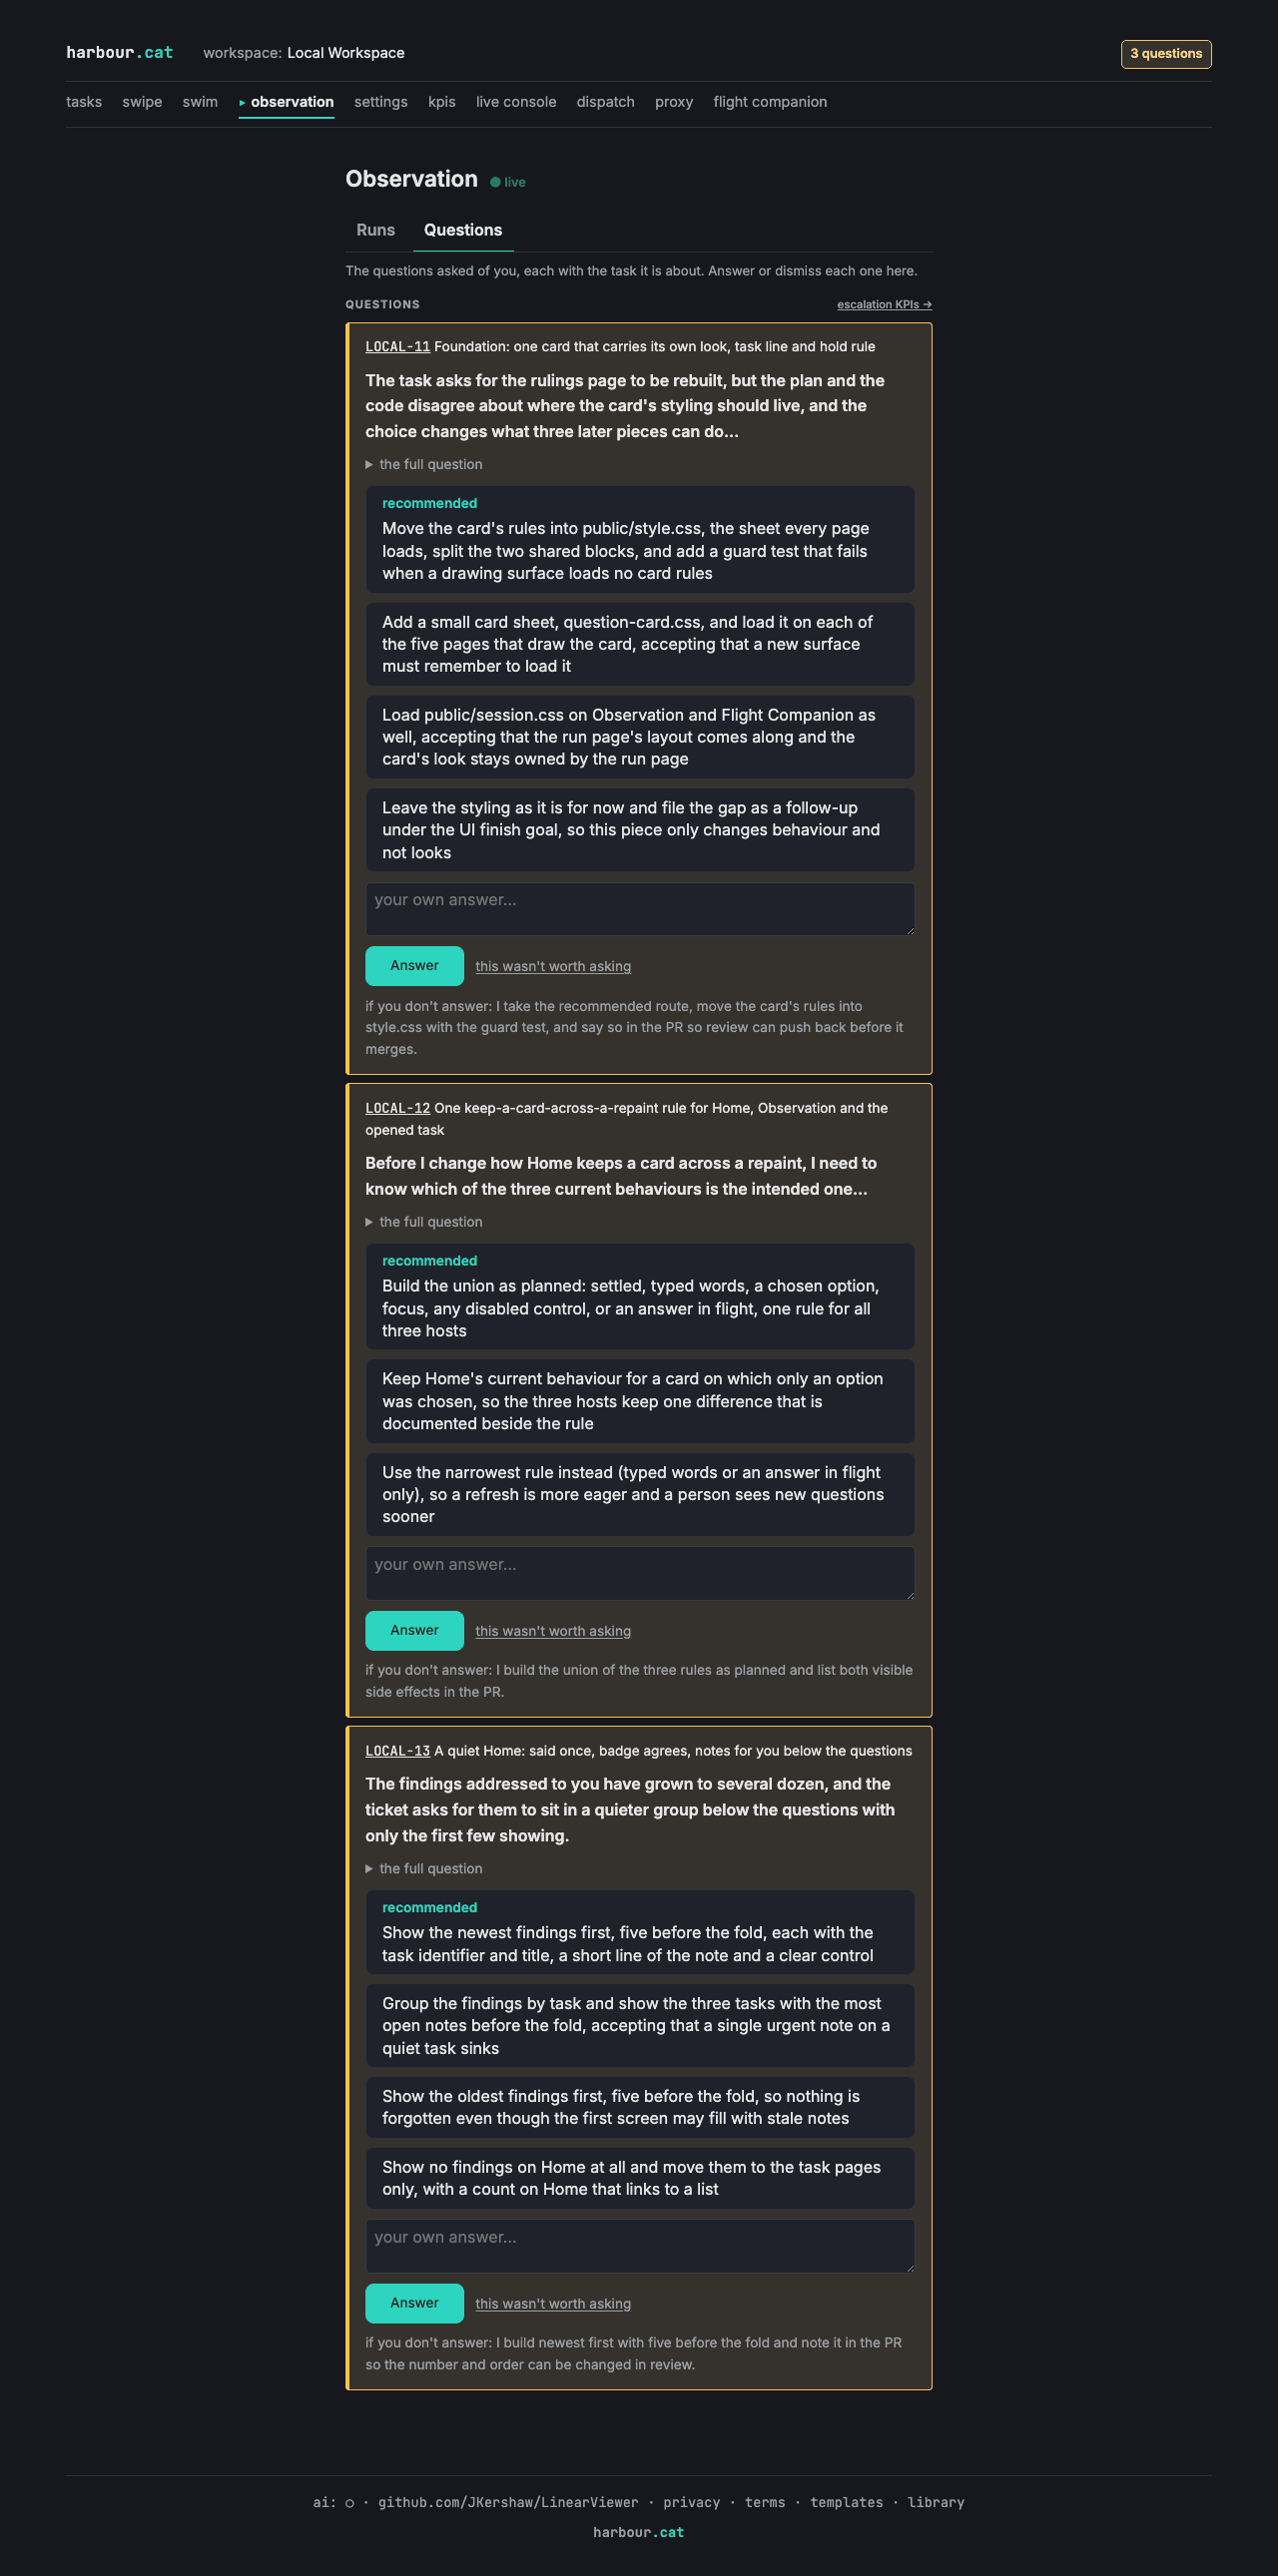 harbour.cat workspace: Local Workspace 3 questions
tasks swipe swim ▸ observation settings kpis live console dispatch proxy flight companion
Observation ● live
Runs Questions
The questions asked of you, each with the task it is about. Answer or dismiss each one here.
QUESTIONS escalation KPIs →
LOCAL-11 Foundation: one card that carries its own look, task line and hold rule
The task asks for the rulings page to be rebuilt, but the plan and the
code disagree about where the card's styling should live, and the
choice changes what three later pieces can do…
▶ the full question
recommended
Move the card's rules into public/style.css, the sheet every page
loads, split the two shared blocks, and add a guard test that fails
when a drawing surface loads no card rules
Add a small card sheet, question-card.css, and load it on each of
the five pages that draw the card, accepting that a new surface
must remember to load it
Load public/session.css on Observation and Flight Companion as
well, accepting that the run page's layout comes along and the
card's look stays owned by the run page
Leave the styling as it is for now and file the gap as a follow-up
under the UI finish goal, so this piece only changes behaviour and
not looks
your own answer…
Answer this wasn't worth asking
if you don't answer: I take the recommended route, move the card's rules into
style.css with the guard test, and say so in the PR so review can push back before it
merges.
LOCAL-12 One keep-a-card-across-a-repaint rule for Home, Observation and the
opened task
Before I change how Home keeps a card across a repaint, I need to
know which of the three current behaviours is the intended one…
▶ the full question
recommended
Build the union as planned: settled, typed words, a chosen option,
focus, any disabled control, or an answer in flight, one rule for all
three hosts
Keep Home's current behaviour for a card on which only an option
was chosen, so the three hosts keep one difference that is
documented beside the rule
Use the narrowest rule instead (typed words or an answer in flight
only), so a refresh is more eager and a person sees new questions
sooner
your own answer…
Answer this wasn't worth asking
if you don't answer: I build the union of the three rules as planned and list both visible
side effects in the PR.
LOCAL-13 A quiet Home: said once, badge agrees, notes for you below the questions
The findings addressed to you have grown to several dozen, and the
ticket asks for them to sit in a quieter group below the questions with
only the first few showing.
▶ the full question
recommended
Show the newest findings first, five before the fold, each with the
task identifier and title, a short line of the note and a clear control
Group the findings by task and show the three tasks with the most
open notes before the fold, accepting that a single urgent note on a
quiet task sinks
Show the oldest findings first, five before the fold, so nothing is
forgotten even though the first screen may fill with stale notes
Show no findings on Home at all and move them to the task pages
only, with a count on Home that links to a list
your own answer…
Answer this wasn't worth asking
if you don't answer: I build newest first with five before the fold and note it in the PR
so the number and order can be changed in review.
ai: ○ · github.com/JKershaw/LinearViewer · privacy · terms · templates · library
harbour.cat